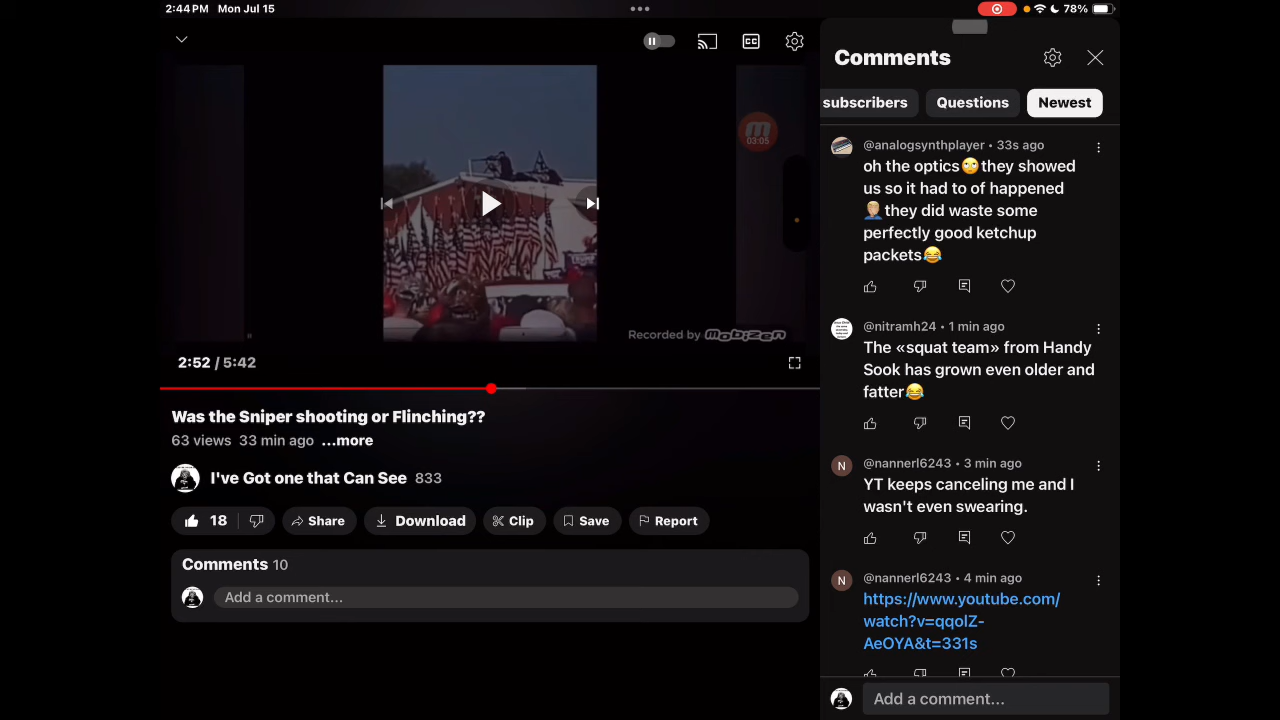 2:44 PM Mon Jul 15
78%
CC
03:05
Recorded by Mobizen
2:52 / 5:42
Was the Sniper shooting or Flinching??
63 views 33 min ago ...more
I've Got one that Can See 833
18 Share Download Clip Save Report
Comments 10
Add a comment...
Comments
subscribers Questions Newest
@analogsynthplayer • 33s ago
oh the optics🙄they showed
us so it had to of happened
🤦🏼‍♂️they did waste some
perfectly good ketchup
packets😂
@nitramh24 • 1 min ago
The «squat team» from Handy
Sook has grown even older and
fatter😂
N @nannerl6243 • 3 min ago
YT keeps canceling me and I
wasn't even swearing.
N @nannerl6243 • 4 min ago
https://www.youtube.com/
watch?v=qqolZ-
AeOYA&t=331s
Add a comment...